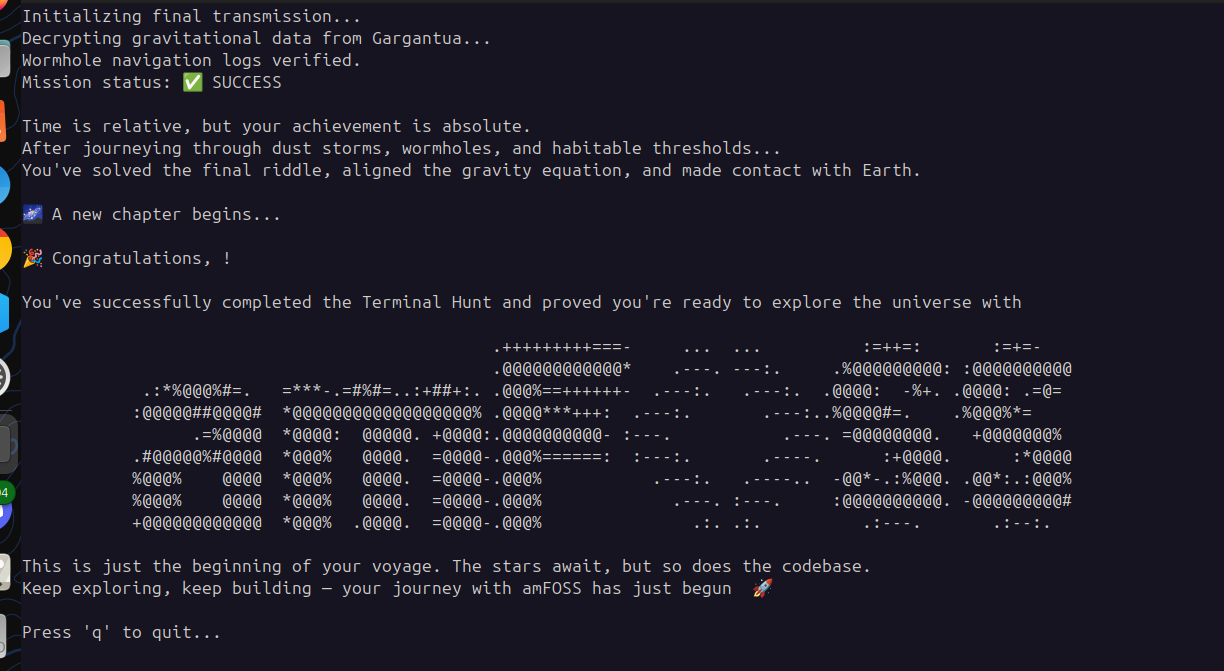 Initializing final transmission...
Decrypting gravitational data from Gargantua...
Wormhole navigation logs verified.
Mission status: ✅ SUCCESS
Time is relative, but your achievement is absolute.
After journeying through dust storms, wormholes, and habitable thresholds...
You've solved the final riddle, aligned the gravity equation, and made contact with Earth.
🌌 A new chapter begins...
🎉 Congratulations, !
You've successfully completed the Terminal Hunt and proved you're ready to explore the universe with
amFOSS
This is just the beginning of your voyage. The stars await, but so does the codebase.
Keep exploring, keep building — your journey with amFOSS has just begun 🚀
Press 'q' to quit...